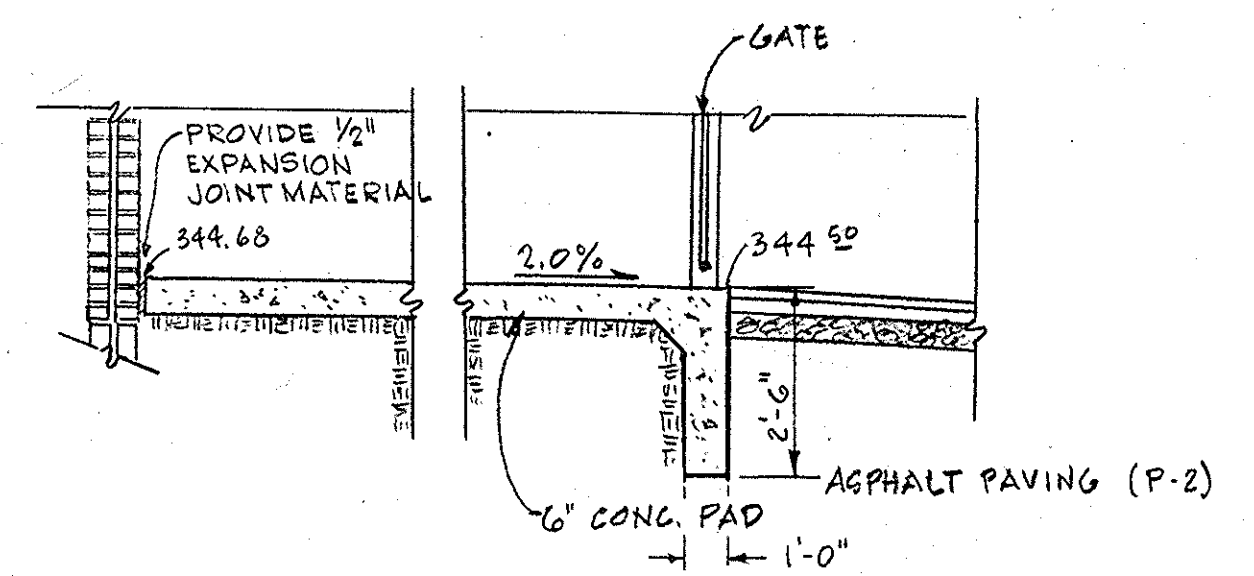 GATE
PROVIDE 1/2"
EXPANSION
JOINT MATERIAL
344.68
2.0%
344 50
2'-6"
ASPHALT PAVING (P-2)
6" CONC. PAD
1'-0"